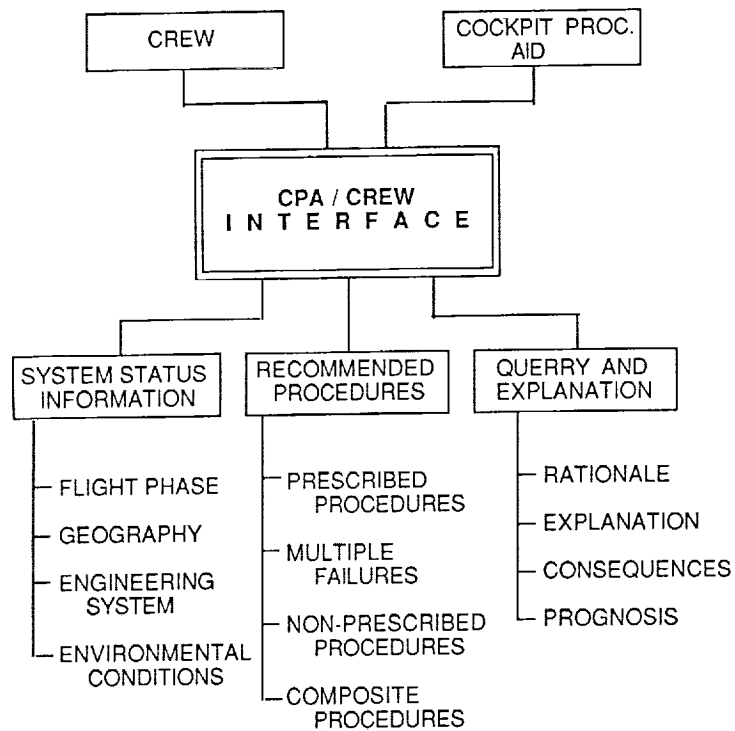 CREW
COCKPIT PROC.
AID
CPA / CREW
INTERFACE
SYSTEM STATUS
INFORMATION
FLIGHT PHASE
GEOGRAPHY
ENGINEERING
SYSTEM
ENVIRONMENTAL
CONDITIONS
RECOMMENDED
PROCEDURES
PRESCRIBED
PROCEDURES
MULTIPLE
FAILURES
NON-PRESCRIBED
PROCEDURES
COMPOSITE
PROCEDURES
QUERRY AND
EXPLANATION
RATIONALE
EXPLANATION
CONSEQUENCES
PROGNOSIS